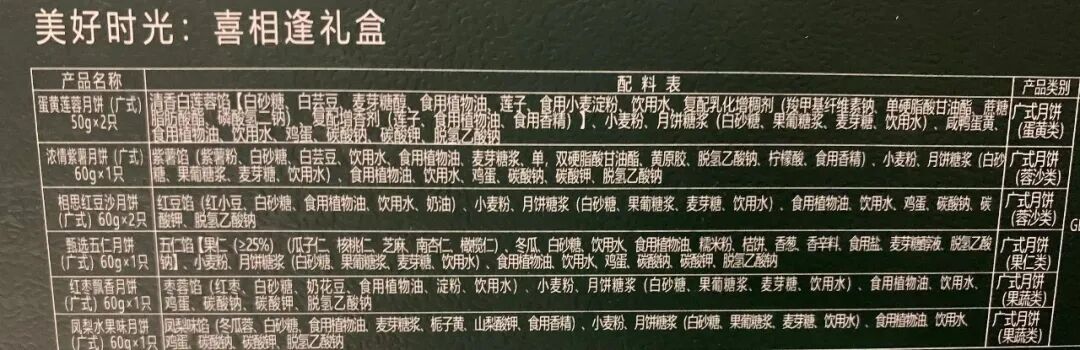 美好时光：喜相逢礼盒
产品名称 配料表 产品类别
蛋黄莲蓉月饼（广式） 清香白莲蓉馅【白砂糖、白芸豆、麦芽糖醇、食用植物油、莲子、食用小麦淀粉、饮用水、复配乳化增稠剂（羧甲基纤维素钠、单硬脂酸甘油酯、蔗糖 广式月饼
50g×2只 脂肪酸酯、磷酸氢二钠）、复配增香剂（莲子、食用植物油、食用香精）】、小麦粉、月饼糖浆（白砂糖、果葡糖浆、麦芽糖、饮用水）、咸鸭蛋黄、 (蛋黄类)
食用植物油、饮用水、鸡蛋、碳酸钠、碳酸钾、脱氢乙酸钠
浓情紫薯月饼（广式） 紫薯馅（紫薯粉、白砂糖、白芸豆、饮用水、食用植物油、麦芽糖浆、单，双硬脂酸甘油酯、黄原胶、脱氢乙酸钠、柠檬酸、食用香精）、小麦粉、月饼糖浆（白砂 广式月饼
60g×1只 糖、果葡糖浆、麦芽糖、饮用水）、食用植物油、饮用水、鸡蛋、碳酸钠、碳酸钾、脱氢乙酸钠 (蓉沙类)
相思红豆沙月饼 红豆馅（红小豆、白砂糖、食用植物油、饮用水、奶油）、小麦粉、月饼糖浆（白砂糖、果葡糖浆、麦芽糖、饮用水）、食用植物油、饮用水、鸡蛋、碳酸钠、碳 广式月饼
（广式）60g×2只 酸钾、脱氢乙酸钠 (蓉沙类)
甄选五仁月饼 五仁馅【果仁（≥25%）（瓜子仁、核桃仁、芝麻、南杏仁、橄榄仁）、冬瓜、白砂糖、饮用水、食用植物油、糯米粉、桔饼、香葱、香辛料、食用盐、麦芽糖醇液、脱氢乙酸 广式月饼
（广式）60g×1只 钠】、小麦粉、月饼糖浆（白砂糖、果葡糖浆、麦芽糖、饮用水）、食用植物油、饮用水、鸡蛋、碳酸钠、碳酸钾、脱氢乙酸钠 (果仁类)
红枣飘香月饼 枣蓉馅（红枣、白砂糖、奶花豆、食用植物油、淀粉、饮用水）、小麦粉、月饼糖浆（白砂糖、果葡糖浆、麦芽糖、饮用水）、食用植物油、饮用水、 广式月饼
（广式）60g×1只 鸡蛋、碳酸钠、碳酸钾、脱氢乙酸钠 (果蔬类)
凤梨水果味月饼 凤梨味馅（冬瓜蓉、白砂糖、食用植物油、麦芽糖浆、栀子黄、山梨酸钾、食用香精）、小麦粉、月饼糖浆（白砂糖、果葡糖浆、麦芽糖、饮用水）、食用植物油、饮用水、 广式月饼
（广式）60g×1只 鸡蛋、碳酸钠、碳酸钾、脱氢乙酸钠 (果蔬类)